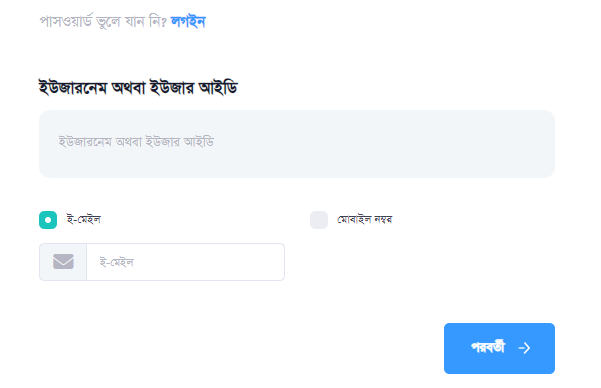 পাসওয়ার্ড ভুলে যান নি? লগইন
ইউজারনেম অথবা ইউজার আইডি
ইউজারনেম অথবা ইউজার আইডি
ই-মেইল
মোবাইল নম্বর
ই-মেইল
পরবর্তী